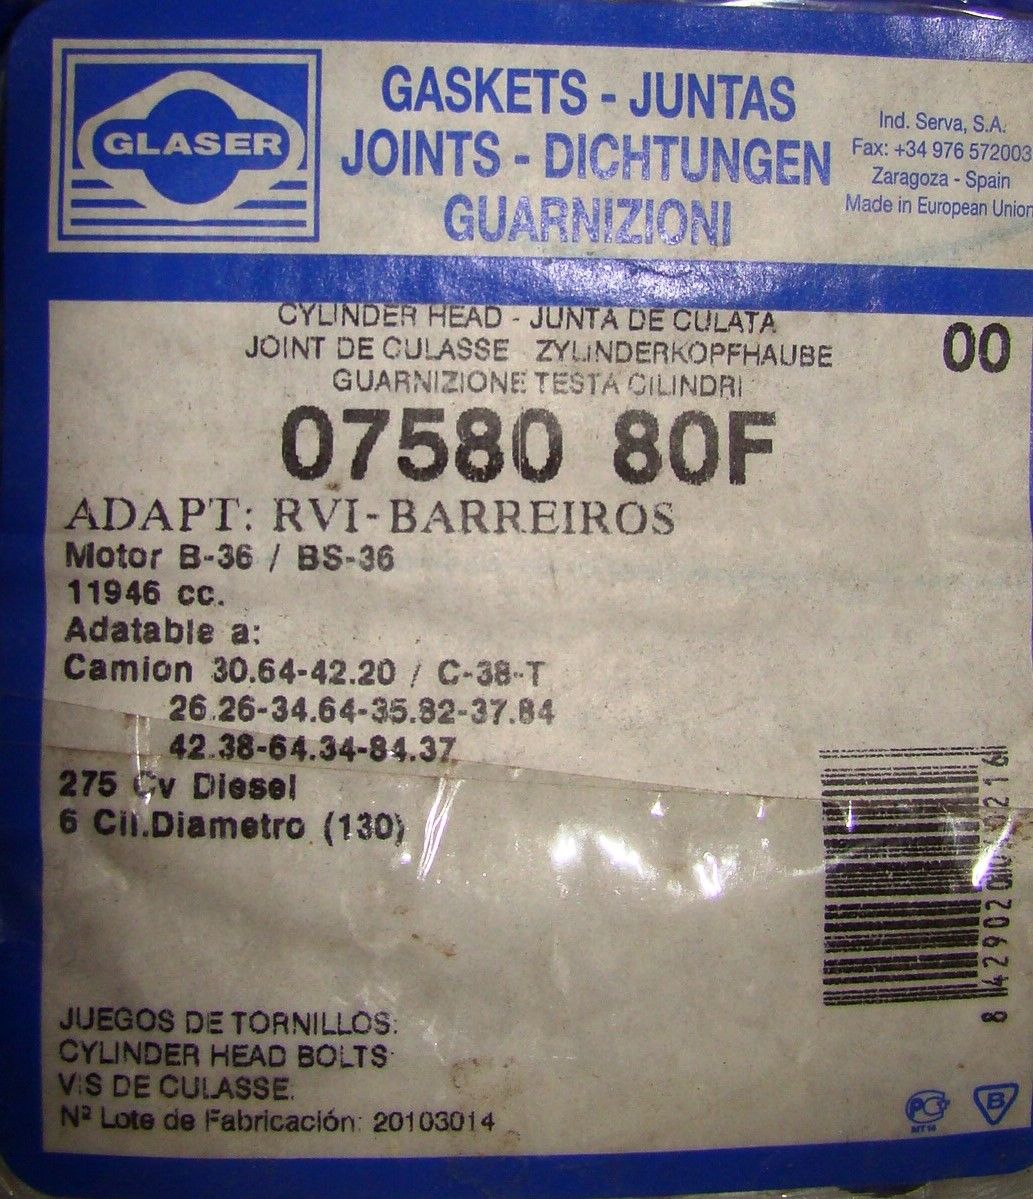 GLASER
GASKETS - JUNTAS
JOINTS - DICHTUNGEN
GUARNIZIONI
Ind. Serva, S.A.
Fax: +34 976 572003
Zaragoza - Spain
Made in European Union
CYLINDER HEAD - JUNTA DE CULATA
JOINT DE CULASSE ZYLINDERKOPFHAUBE
GUARNIZIONE TESTA CILINDRI
00
07580 80F
ADAPT: RVI-BARREIROS
Motor B-36 / BS-36
11946 cc.
Adatable a:
Camion 30.64-42.20 / C-38-T
26.26-34.64-35.82-37.84
42.38-64.34-84.37
275 Cv Diesel
6 Cil.Diametro (130)
JUEGOS DE TORNILLOS:
CYLINDER HEAD BOLTS
VIS DE CULASSE.
Nº Lote de Fabricación: 20103014
PCT
MT14
B